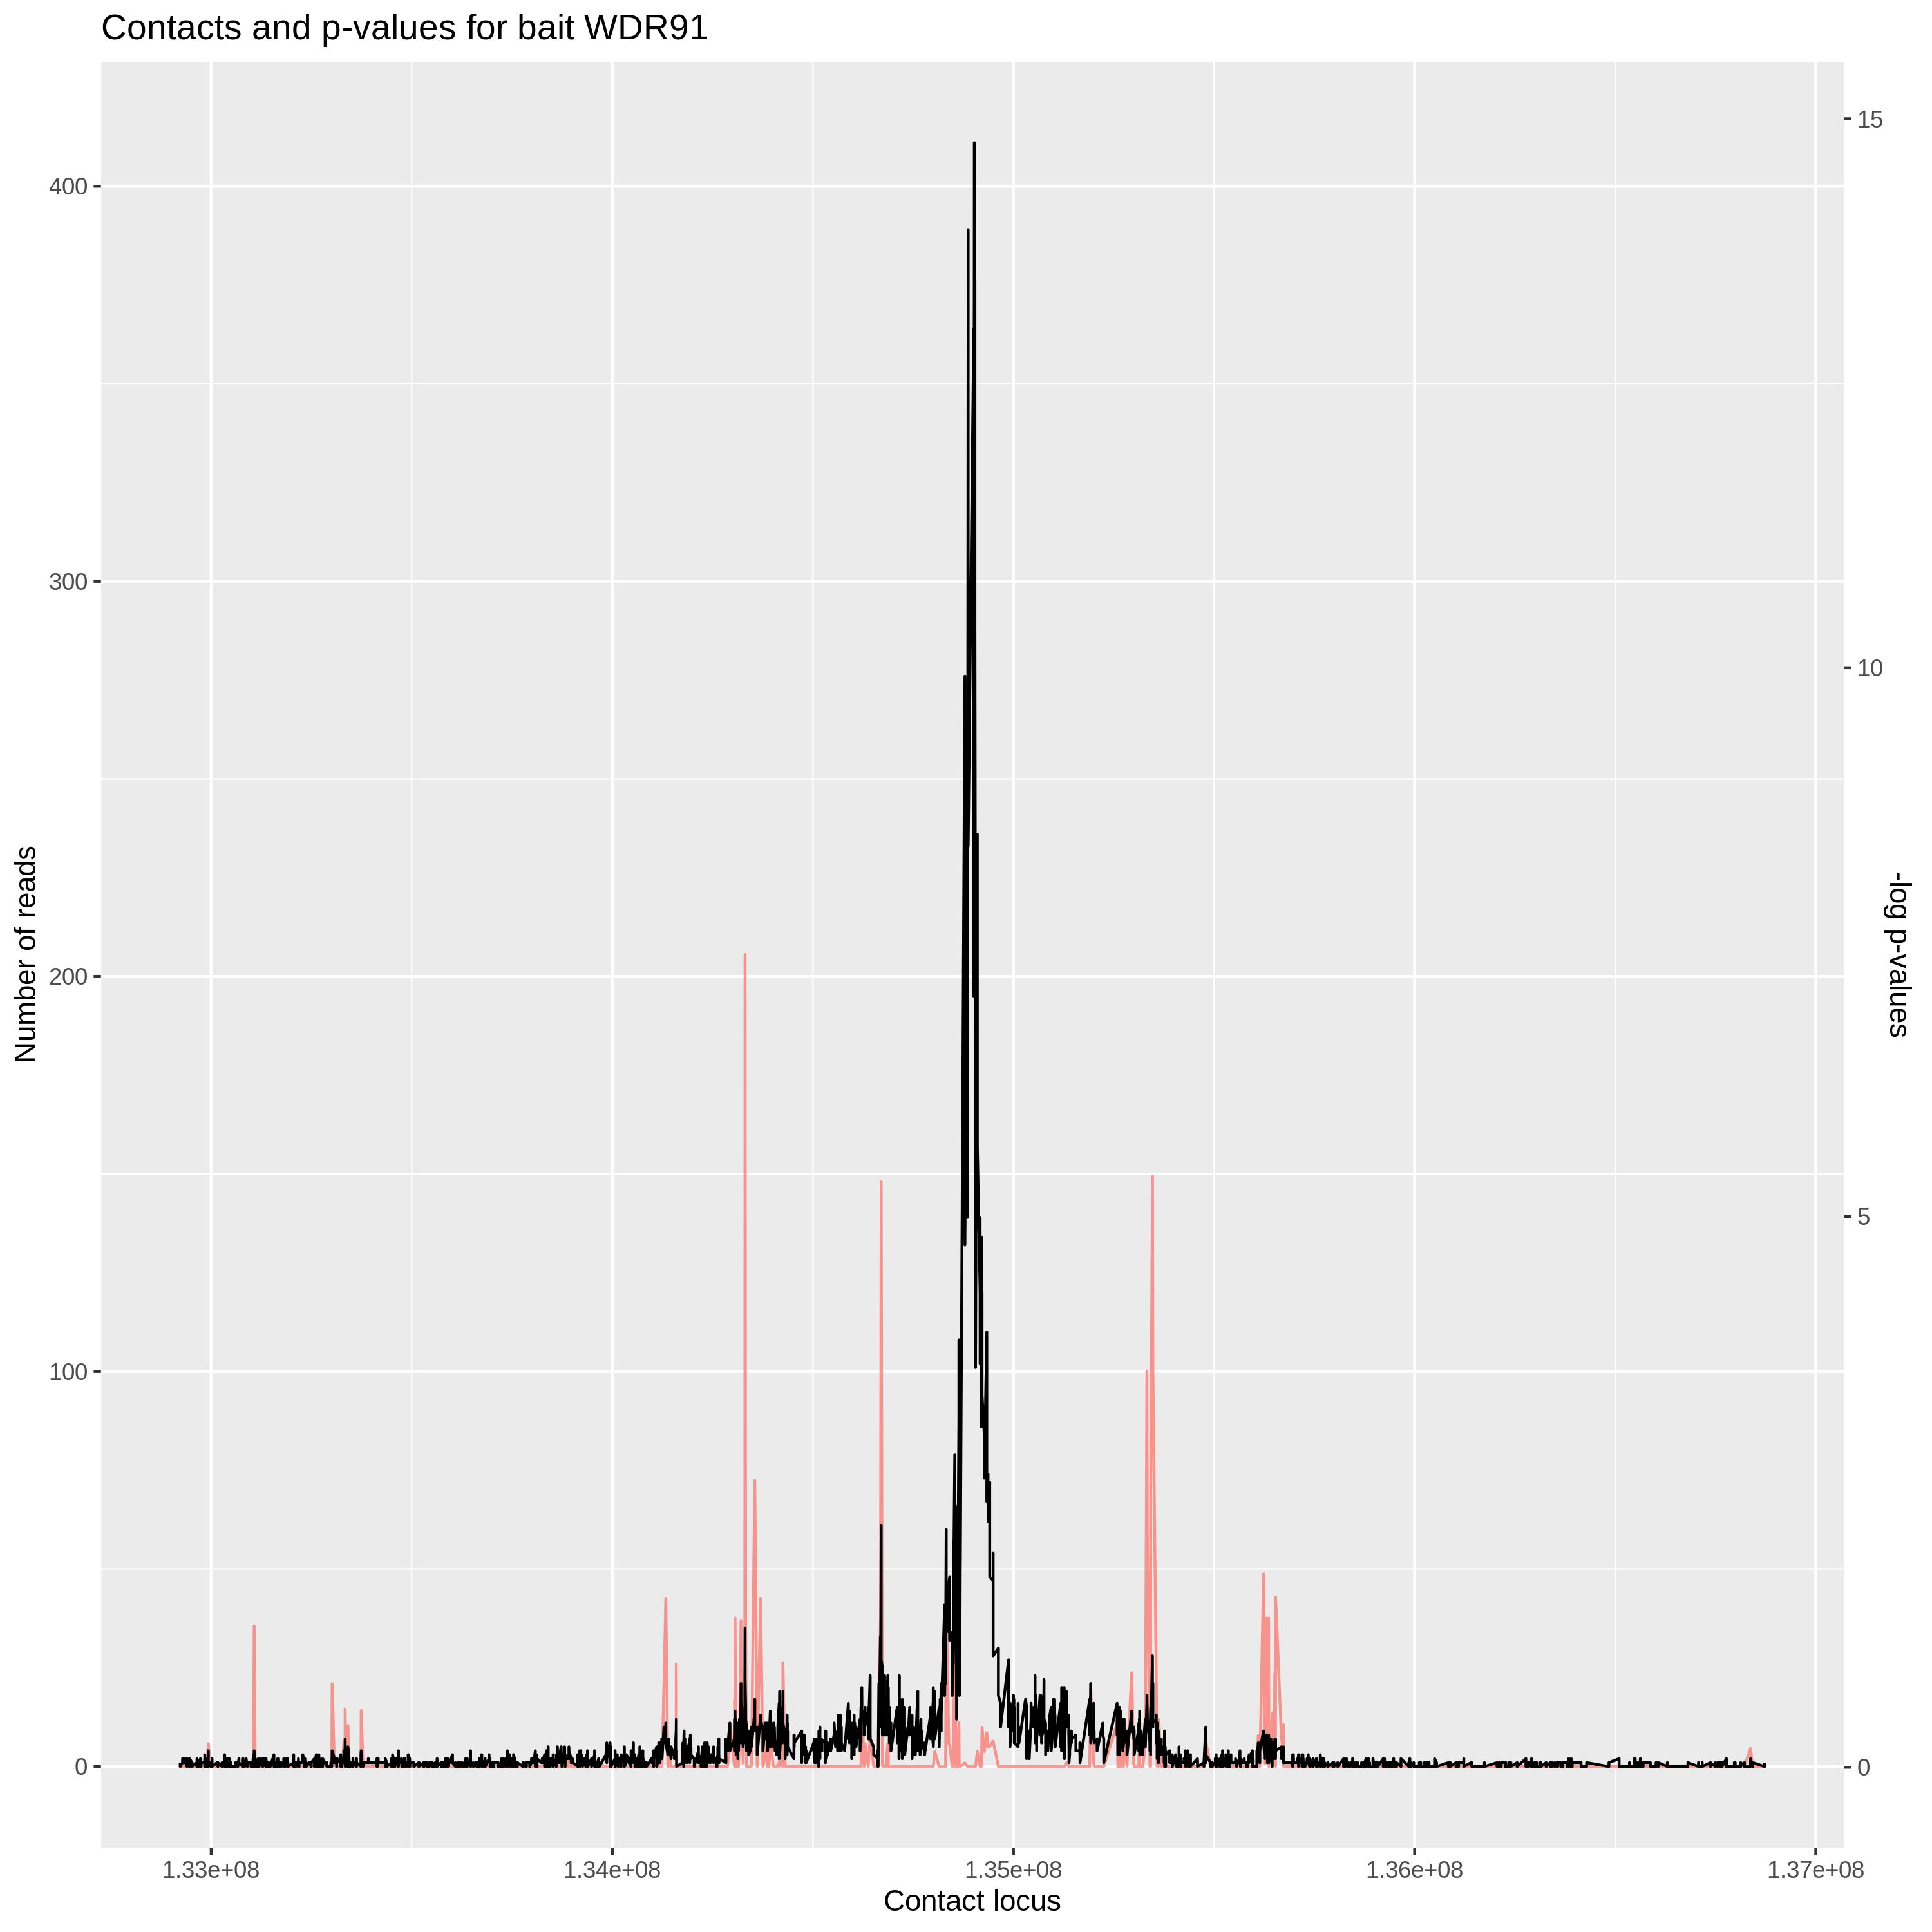 Contacts and p-values for bait WDR91
400
300
200
100
0
Number of reads
15
10
5
0
-log p-values
1.33e+08
1.34e+08
1.35e+08
1.36e+08
1.37e+08
Contact locus